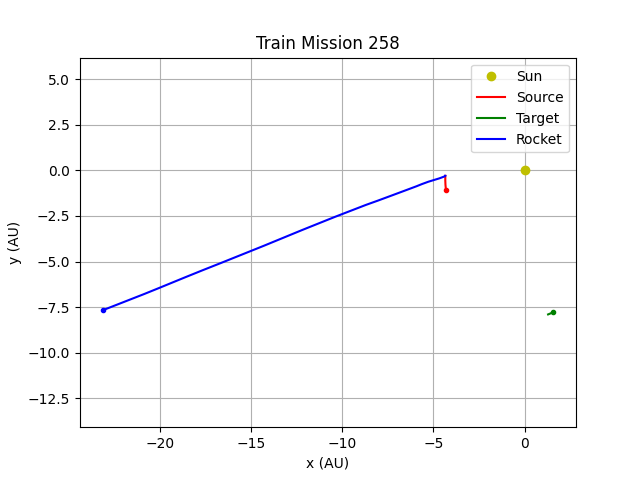 Train Mission 258
Sun
Source
Target
Rocket
5.0
2.5
0.0
−2.5
−5.0
−7.5
−10.0
−12.5
y (AU)
−20
−15
−10
−5
0
x (AU)